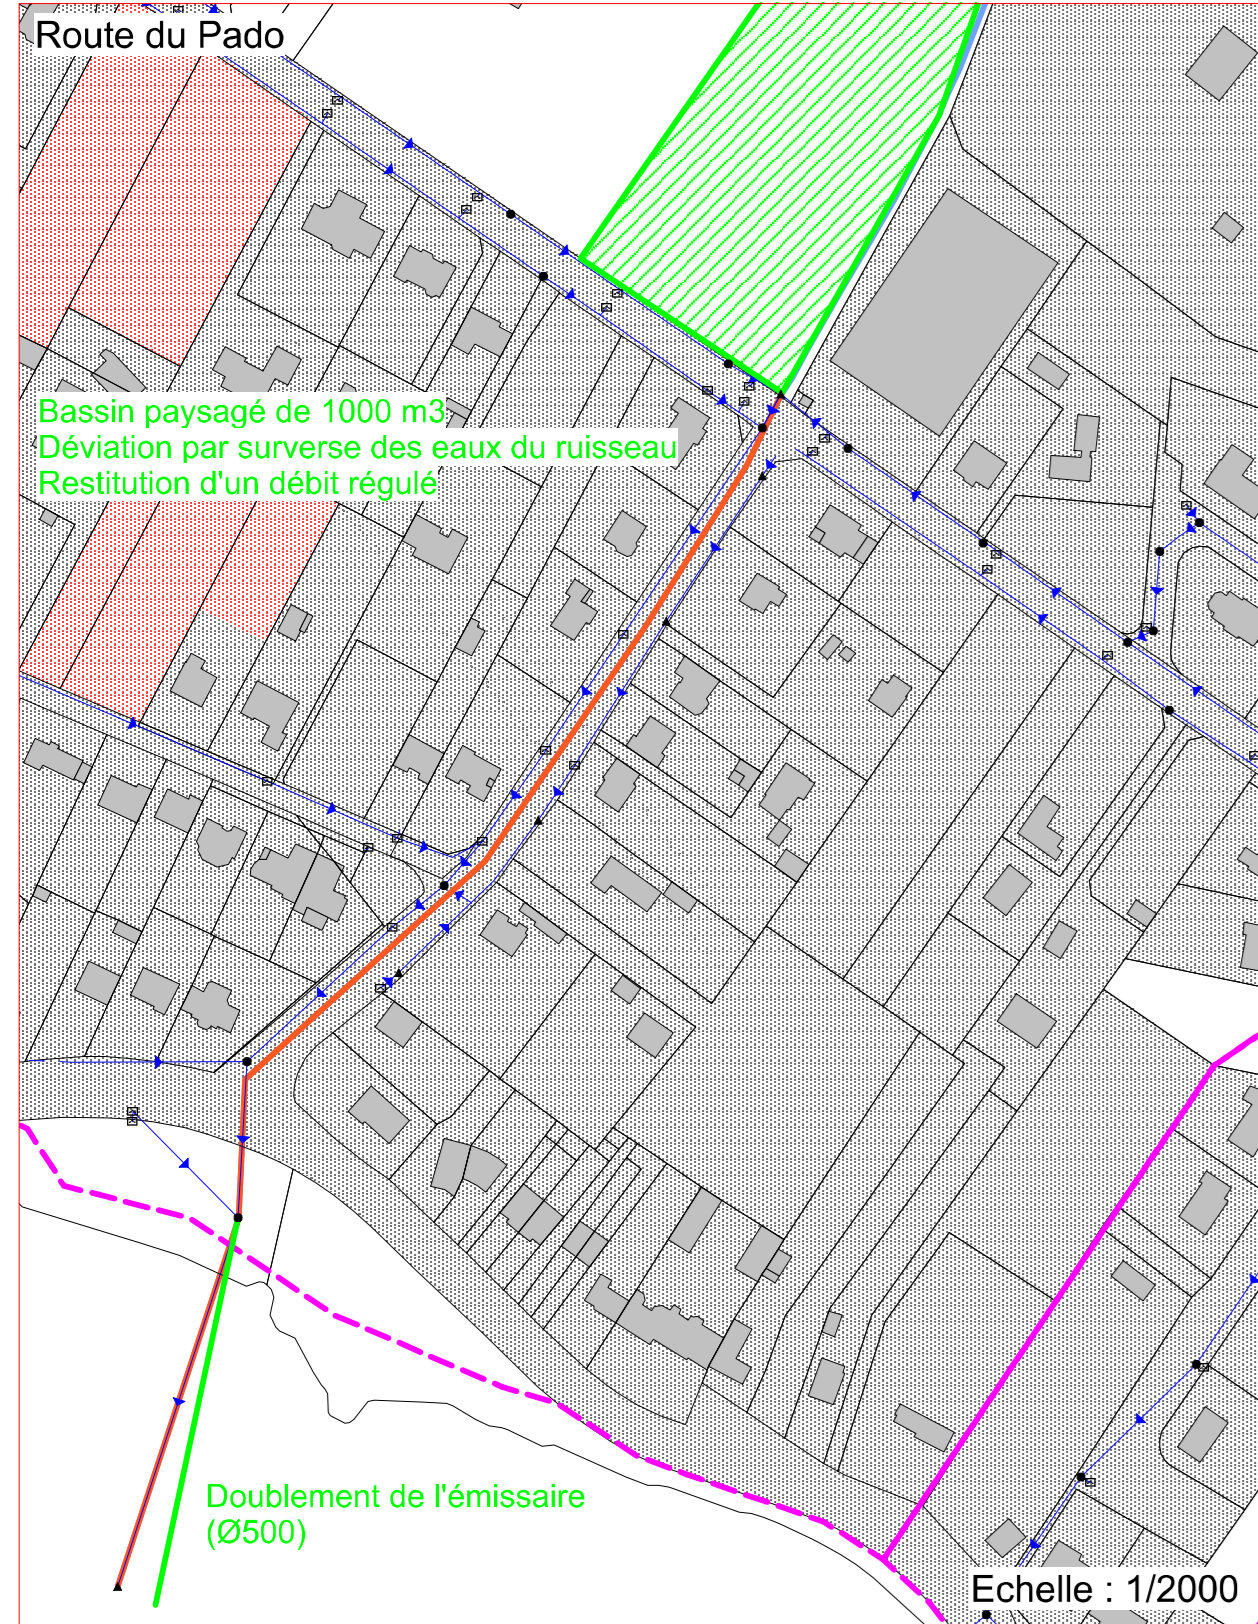 Route du Pado
Bassin paysagé de 1000 m3
Déviation par surverse des eaux du ruisseau
Restitution d'un débit régulé
Doublement de l'émissaire
(Ø500)
Echelle : 1/2000